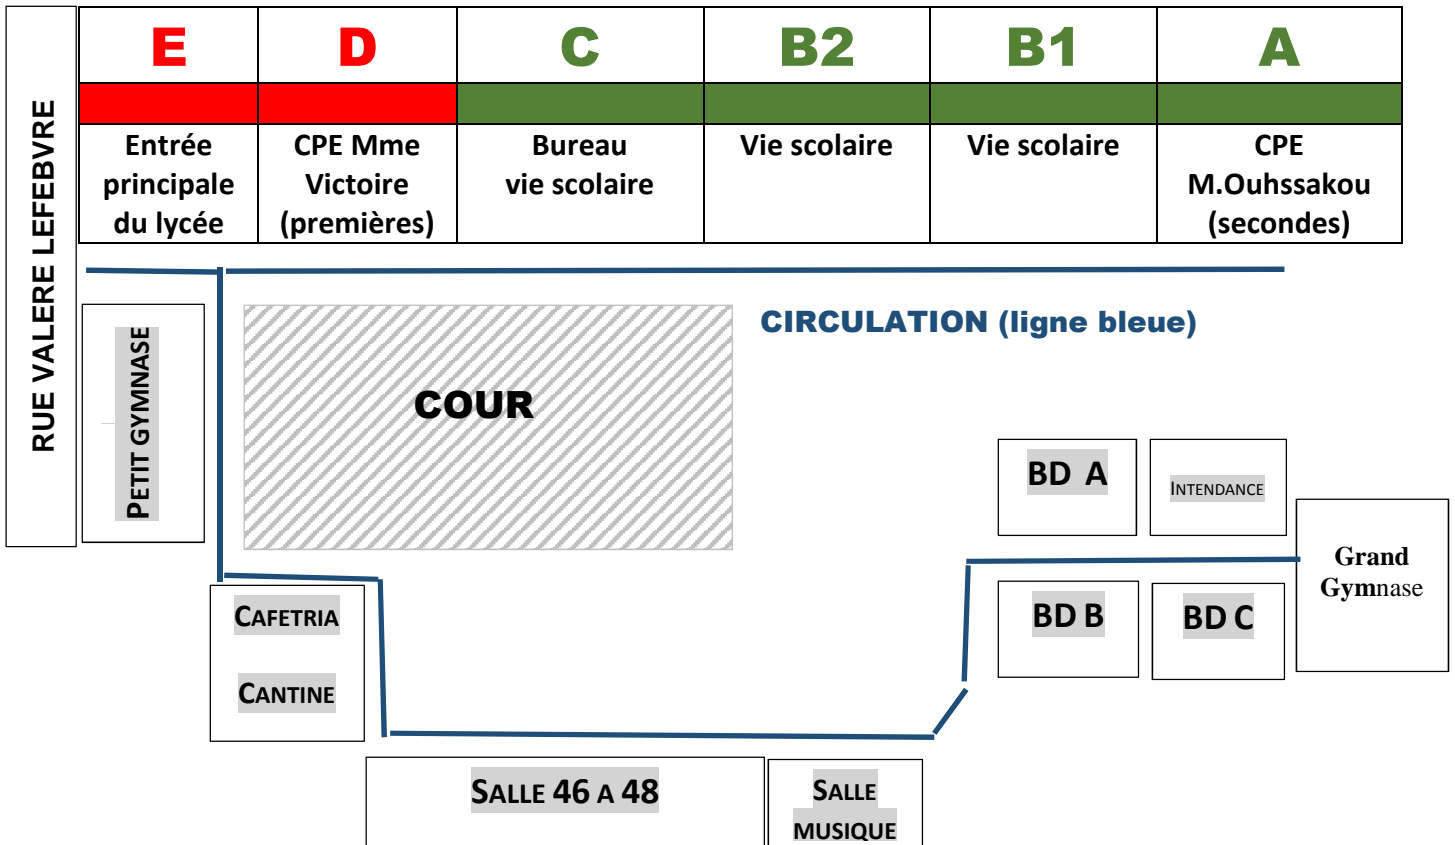 RUE VALERE LEFEBVRE
E
D
C
B2
B1
A
Entrée
principale
du lycée
CPE Mme
Victoire
(premières)
Bureau
vie scolaire
Vie scolaire
Vie scolaire
CPE
M.Ouhssakou
(secondes)
CIRCULATION (ligne bleue)
PETIT GYMNASE
COUR
BD A
INTENDANCE
Grand
Gymnase
CAFETRIA
CANTINE
BD B
BD C
SALLE 46 A 48
SALLE
MUSIQUE